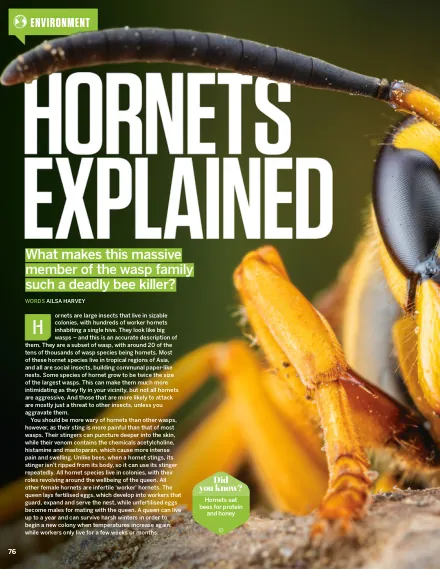 ENVIRONMENT
HORNETS
EXPLAINED
What makes this massive
member of the wasp family
such a deadly bee killer?
WORDS AILSA HARVEY
Hornets are large insects that live in sizable
colonies, with hundreds of worker hornets
inhabiting a single hive. They look like big
wasps – and this is an accurate description of
them. They are a subset of wasp, with around 20 of the
tens of thousands of wasp species being hornets. Most
of these hornet species live in tropical regions of Asia,
and all are social insects, building communal paper-like
nests. Some species of hornet grow to be twice the size
of the largest wasps. This can make them much more
intimidating as they fly in your vicinity, but not all hornets
are aggressive. And those that are more likely to attack
are mostly just a threat to other insects, unless you
aggravate them.
You should be more wary of hornets than other wasps,
however, as their sting is more painful than that of most
wasps. Their stingers can puncture deeper into the skin,
while their venom contains the chemicals acetylcholine,
histamine and mastoparan, which cause more intense
pain and swelling. Unlike bees, when a hornet stings, its
stinger isn't ripped from its body, so it can use its stinger
repeatedly. All hornet species live in colonies, with their
roles revolving around the wellbeing of the queen. All
other female hornets are infertile 'worker' hornets. The
queen lays fertilised eggs, which develop into workers that
guard, expand and serve the nest, while unfertilised eggs
become males for mating with the queen. A queen can live
up to a year and can survive harsh winters in order to
begin a new colony when temperatures increase again,
while workers only live for a few weeks or months.
Did
you know?
Hornets eat
bees for protein
and honey
76